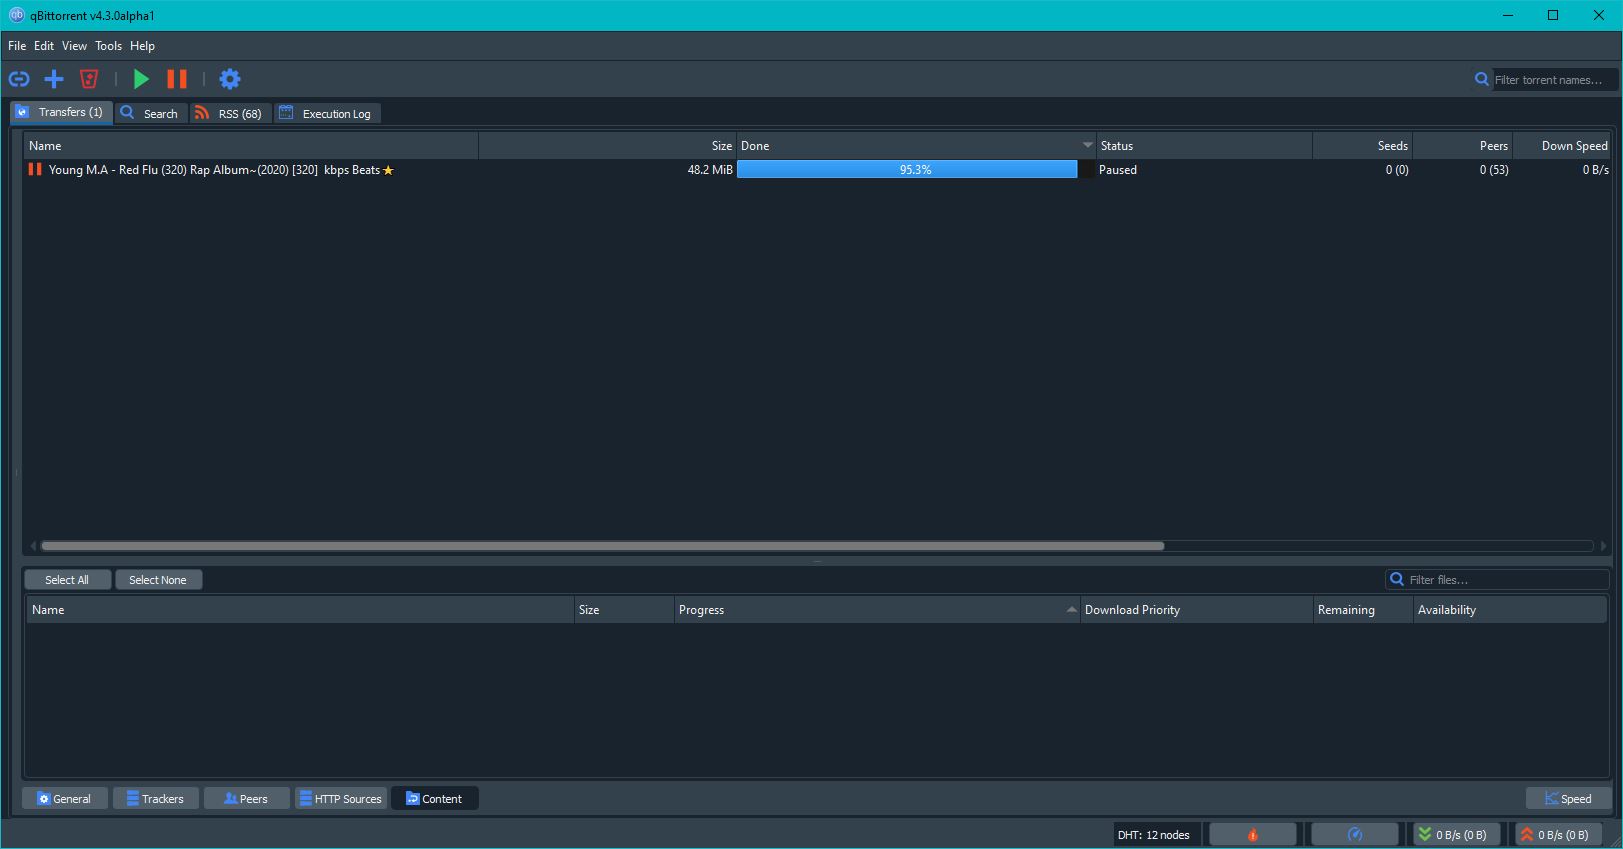 qBittorrent v4.3.0alpha1
File Edit View Tools Help
Filter torrent names...
Transfers (1) Search RSS (68) Execution Log
Name Size Done Status Seeds Peers Down Speed
Young M.A - Red Flu (320) Rap Album~(2020) [320]  kbps Beats⭐ 48.2 MiB 95.3% Paused 0 (0) 0 (53) 0 B/s
Select All Select None Filter files...
Name Size Progress Download Priority Remaining Availability
General Trackers Peers HTTP Sources Content Speed
DHT: 12 nodes 0 B/s (0 B) 0 B/s (0 B)